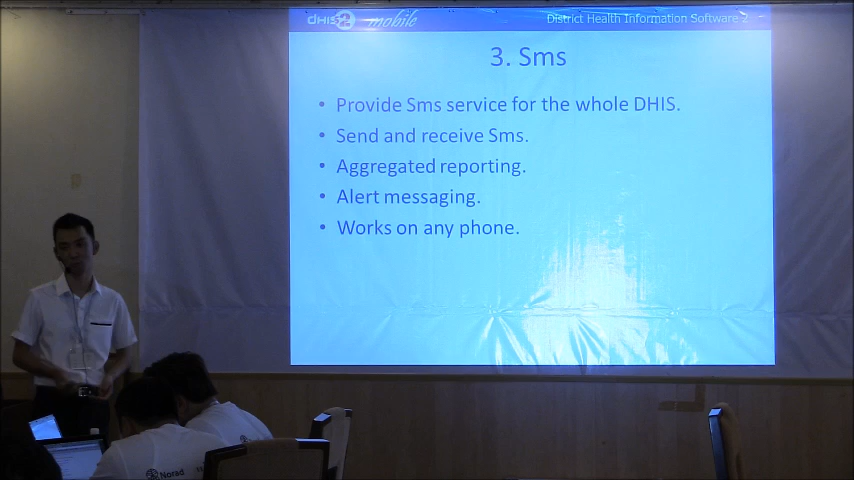 DHIS2 mobile
District Health Information Software 2
3. Sms
• Provide Sms service for the whole DHIS.
• Send and receive Sms.
• Aggregated reporting.
• Alert messaging.
• Works on any phone.
Norad